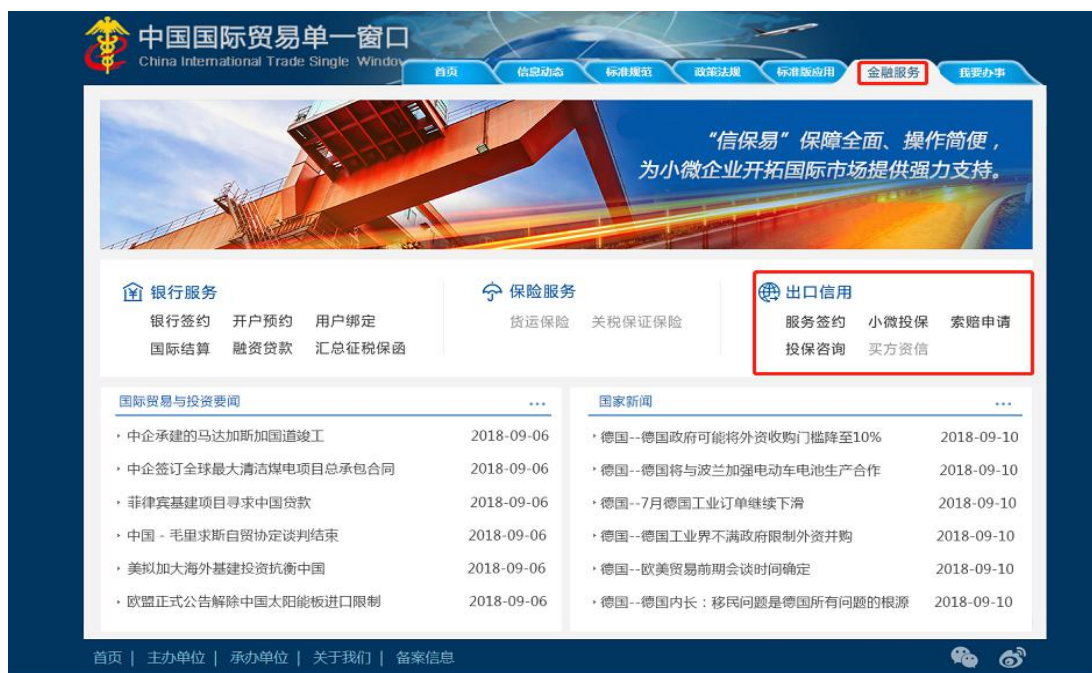 中国国际贸易单一窗口
China International Trade Single Window
首页 信息动态 标准规范 政策法规 标准版应用 金融服务 我要办事
“信保易”保障全面、操作简便，
为小微企业开拓国际市场提供强力支持。
银行服务
银行签约 开户预约 用户绑定
国际结算 融资贷款 汇总征税保函
保险服务
货运保险 关税保证保险
出口信用
服务签约 小微投保 索赔申请
投保咨询 买方资信
国际贸易与投资要闻 ...
中企承建的马达加斯加国道竣工 2018-09-06
中企签订全球最大清洁煤电项目总承包合同 2018-09-06
菲律宾基建项目寻求中国贷款 2018-09-06
中国 - 毛里求斯自贸协定谈判结束 2018-09-06
美拟加大海外基建投资抗衡中国 2018-09-06
欧盟正式公告解除中国太阳能板进口限制 2018-09-06
国家新闻 ...
德国--德国政府可能将外资收购门槛降至10% 2018-09-10
德国--德国将与波兰加强电动车电池生产合作 2018-09-10
德国--7月德国工业订单继续下滑 2018-09-10
德国--德国工业界不满政府限制外资并购 2018-09-10
德国--欧美贸易前期会谈时间确定 2018-09-10
德国--德国内长：移民问题是德国所有问题的根源 2018-09-10
首页 | 主办单位 | 承办单位 | 关于我们 | 备案信息